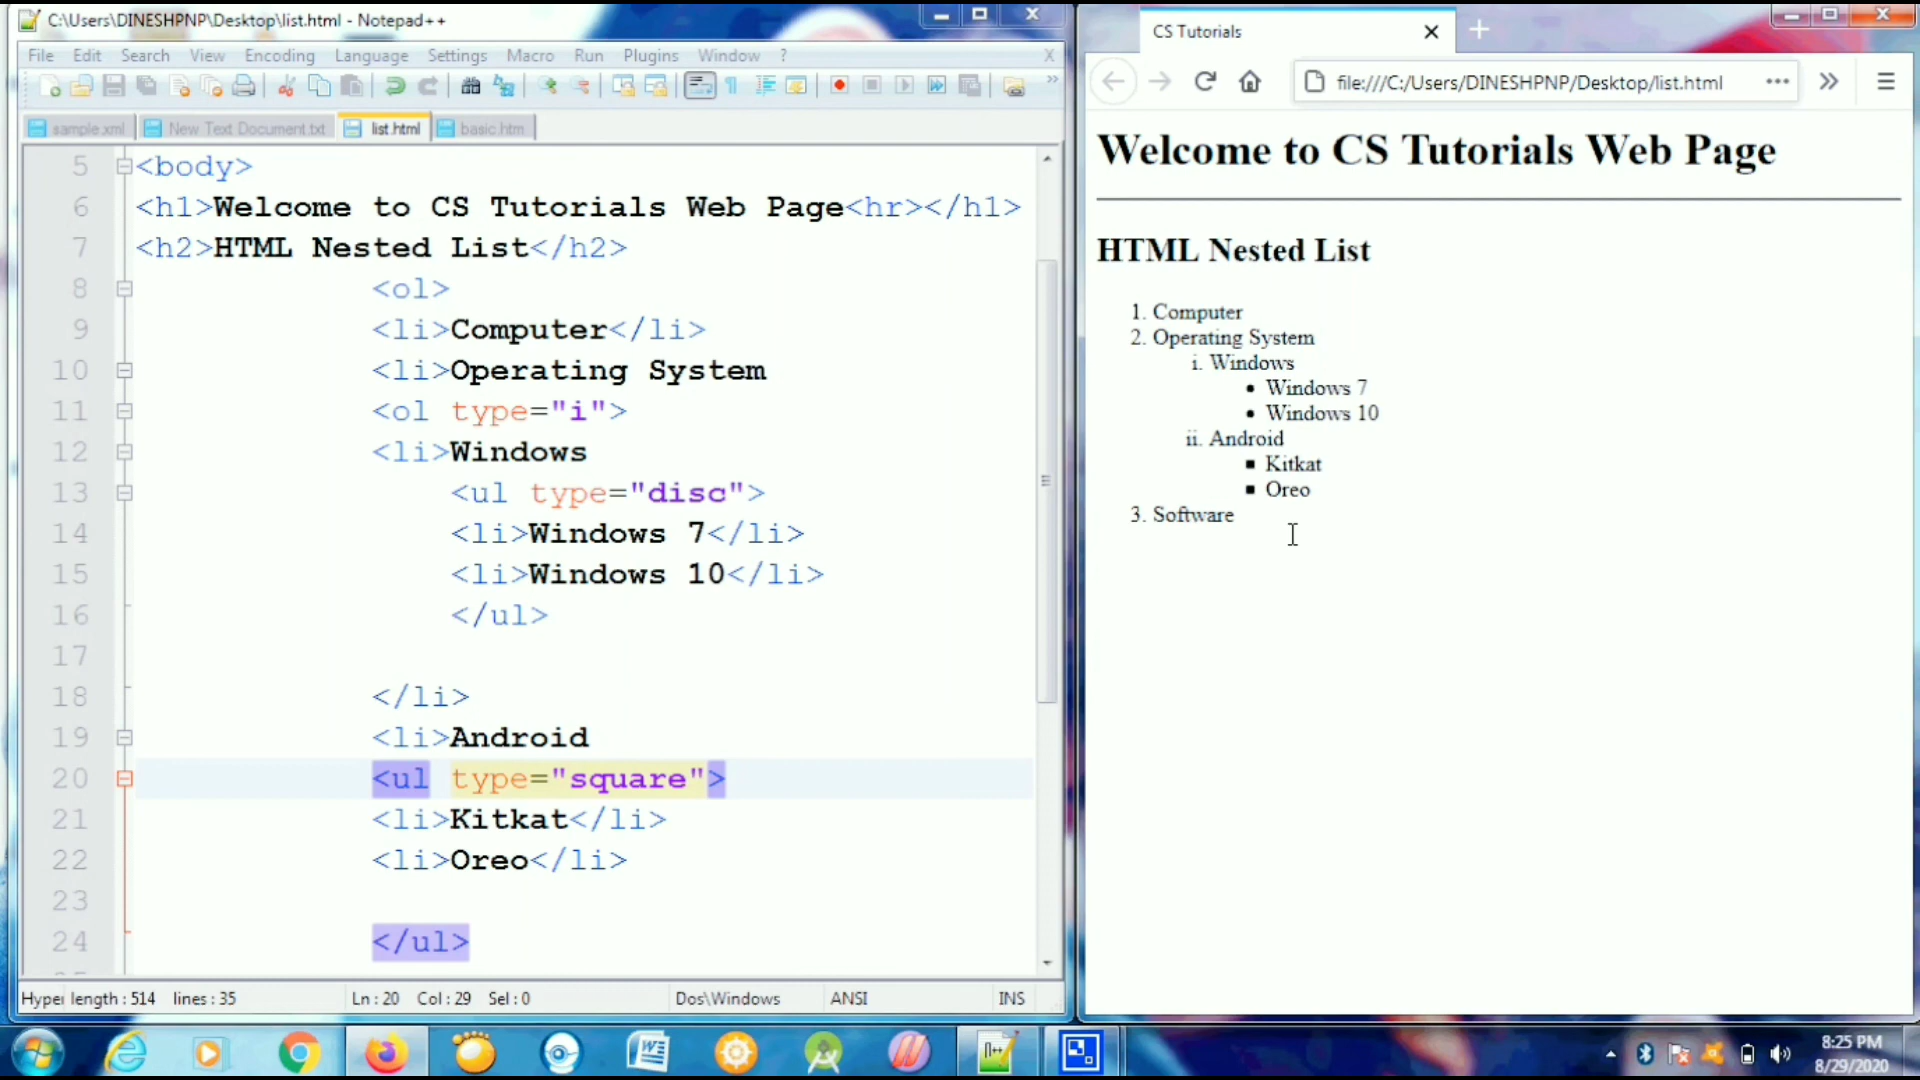 C:\Users\DINESHPNP\Desktop\list.html - Notepad++
File Edit Search View Encoding Language Settings Macro Run Plugins Window ? X
sample.xml New Text Document.txt list.html basic.htm
5 <body>
6 <h1>Welcome to CS Tutorials Web Page<hr></h1>
7 <h2>HTML Nested List</h2>
8 <ol>
9 <li>Computer</li>
10 <li>Operating System
11 <ol type="i">
12 <li>Windows
13 <ul type="disc">
14 <li>Windows 7</li>
15 <li>Windows 10</li>
16 </ul>
17
18 </li>
19 <li>Android
20 <ul type="square">
21 <li>Kitkat</li>
22 <li>Oreo</li>
23
24 </ul>
Hyper length : 514 lines : 35 Ln : 20 Col : 29 Sel : 0 Dos\Windows ANSI INS
CS Tutorials
file:///C:/Users/DINESHPNP/Desktop/list.html
Welcome to CS Tutorials Web Page
HTML Nested List
1. Computer
2. Operating System
i. Windows
• Windows 7
• Windows 10
ii. Android
▪ Kitkat
▪ Oreo
3. Software
8:25 PM
8/29/2020